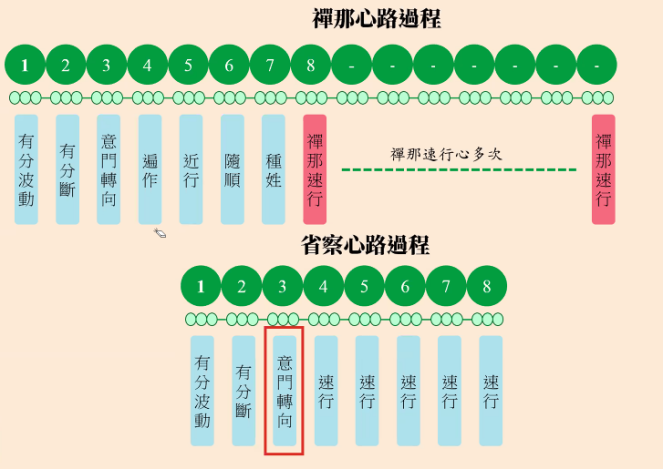 禪那心路過程
1 2 3 4 5 6 7 8 - - - - - - -
有分波動
有分斷
意門轉向
遍作
近行
隨順
種姓
禪那速行
禪那速行心多次
禪那速行
省察心路過程
1 2 3 4 5 6 7 8
有分波動
有分斷
意門轉向
速行
速行
速行
速行
速行